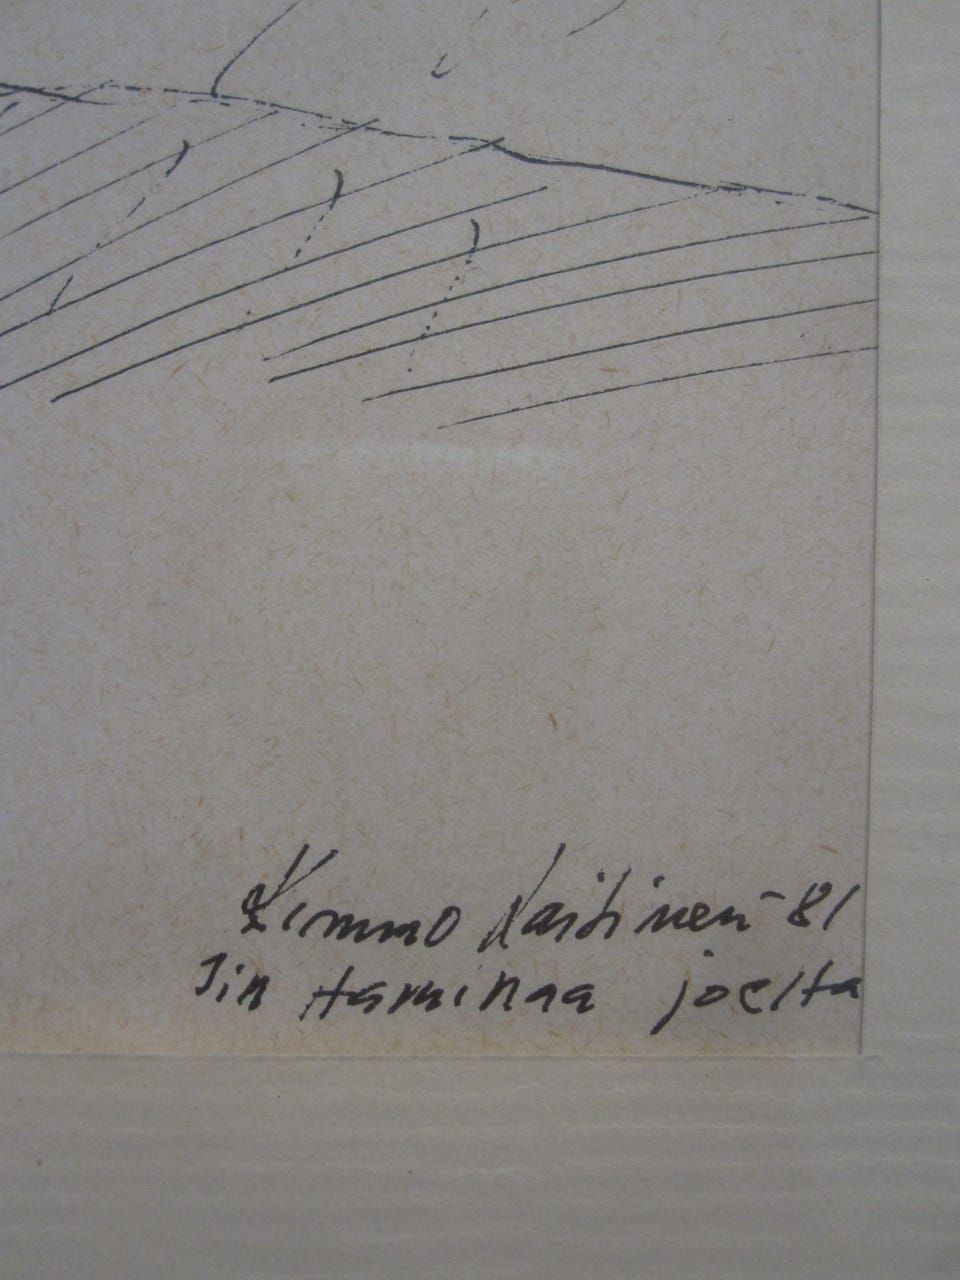 Kimmo Kaitinen -81
Iin Haminaa joelta